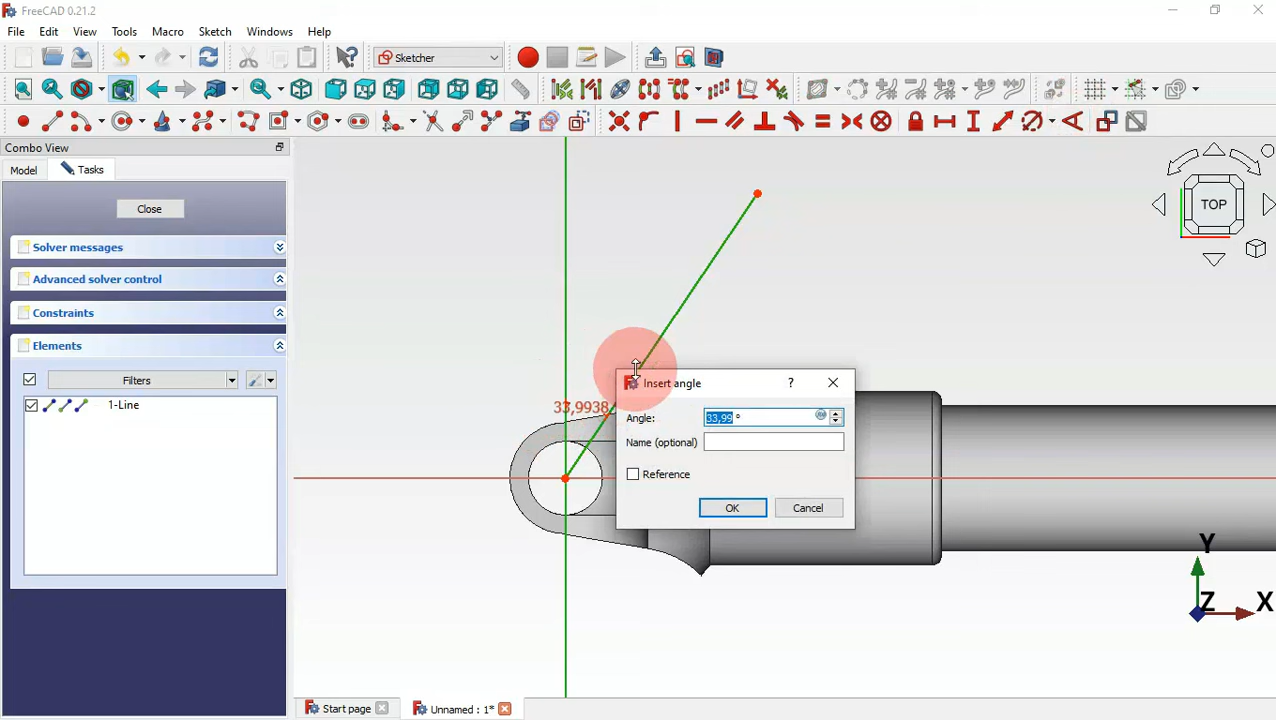 FreeCAD 0.21.2
File Edit View Tools Macro Sketch Windows Help
Sketcher
Combo View
Model Tasks
Close
Solver messages
Advanced solver control
Constraints
Elements
Filters
1-Line
TOP
33,9938
Insert angle ?
Angle: 33,99 °
Name (optional)
Reference
OK Cancel
Y
Z X
Start page Unnamed : 1*